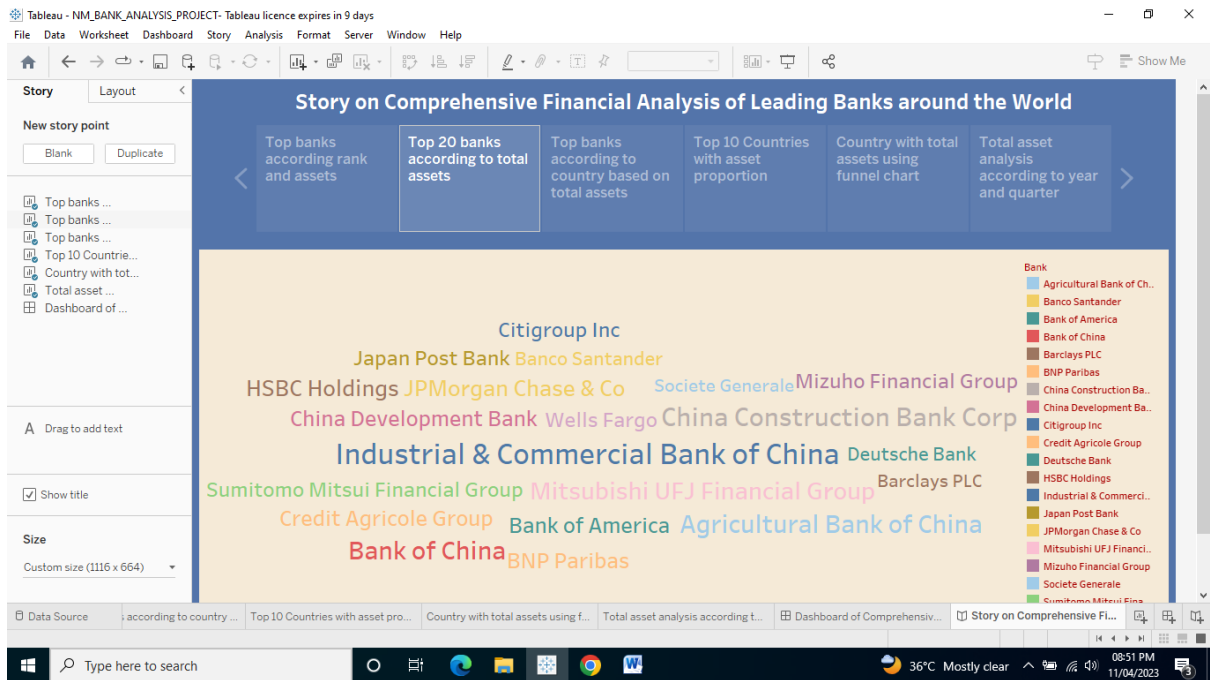 Tableau - NM_BANK_ANALYSIS_PROJECT- Tableau licence expires in 9 days
File Data Worksheet Dashboard Story Analysis Format Server Window Help
Show Me
Story Layout
New story point
Blank Duplicate
Top banks ...
Top banks ...
Top banks ...
Top 10 Countrie...
Country with tot...
Total asset ...
Dashboard of ...
A Drag to add text
Show title
Size
Custom size (1116 x 664)
Story on Comprehensive Financial Analysis of Leading Banks around the World
Top banks
according rank
and assets
Top 20 banks
according to total
assets
Top banks
according to
country based on
total assets
Top 10 Countries
with asset
proportion
Country with total
assets using
funnel chart
Total asset
analysis
according to year
and quarter
Citigroup Inc
Japan Post Bank Banco Santander
HSBC Holdings JPMorgan Chase & Co Societe Generale Mizuho Financial Group
China Development Bank Wells Fargo China Construction Bank Corp
Industrial & Commercial Bank of China Deutsche Bank
Sumitomo Mitsui Financial Group Mitsubishi UFJ Financial Group Barclays PLC
Credit Agricole Group Bank of America Agricultural Bank of China
Bank of China BNP Paribas
Bank
Agricultural Bank of Ch..
Banco Santander
Bank of America
Bank of China
Barclays PLC
BNP Paribas
China Construction Ba..
China Development Ba..
Citigroup Inc
Credit Agricole Group
Deutsche Bank
HSBC Holdings
Industrial & Commerci..
Japan Post Bank
JPMorgan Chase & Co
Mitsubishi UFJ Financi..
Mizuho Financial Group
Societe Generale
Sumitomo Mitsui Fina..
Data Source s according to country ... Top 10 Countries with asset pro... Country with total assets using f... Total asset analysis according t... Dashboard of Comprehensiv... Story on Comprehensive Fi...
Type here to search
36°C Mostly clear
08:51 PM
11/04/2023
3